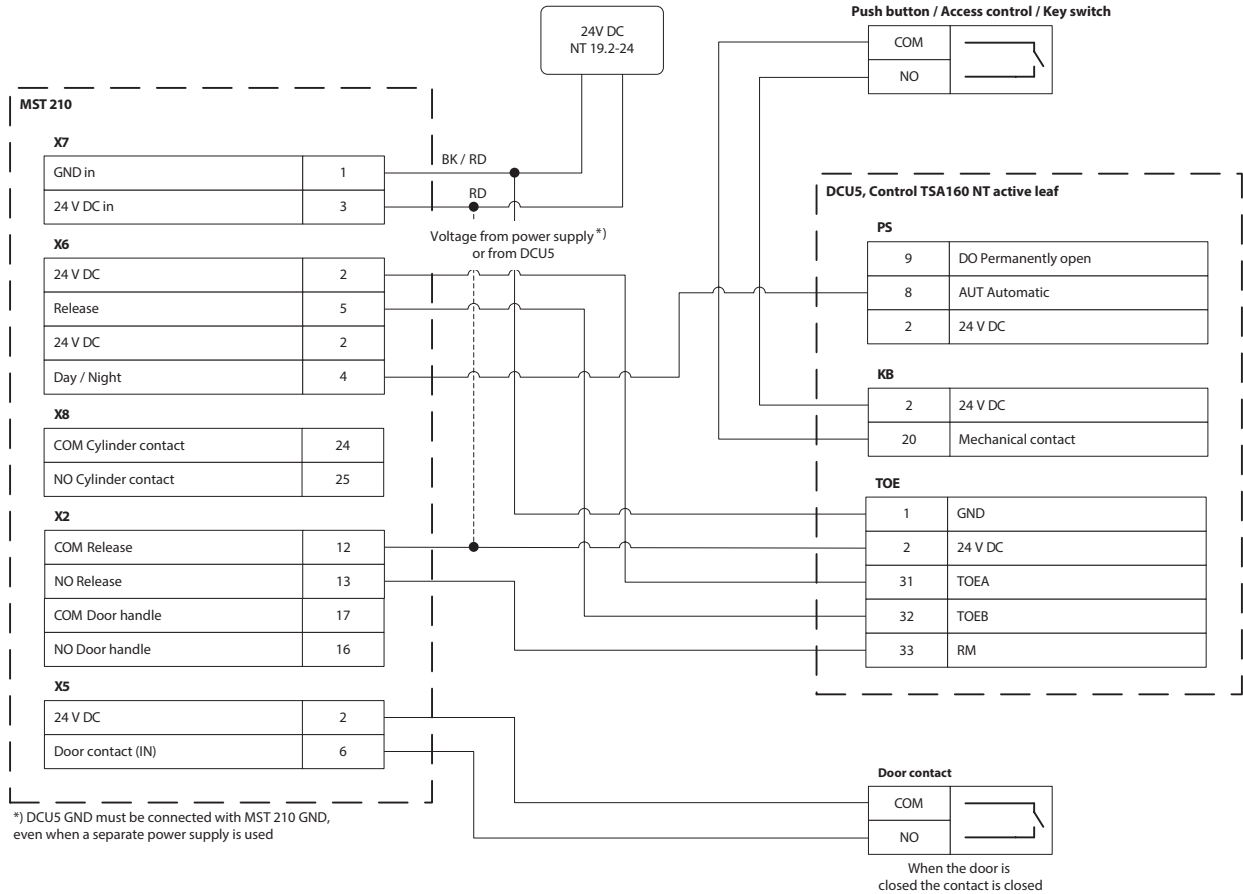 24V DC
NT 19.2-24
Push button / Access control / Key switch
COM
NO
MST 210
X7
GND in 1
24 V DC in 3
BK / RD
RD
Voltage from power supply *)
or from DCU5
X6
24 V DC 2
Release 5
24 V DC 2
Day / Night 4
X8
COM Cylinder contact 24
NO Cylinder contact 25
X2
COM Release 12
NO Release 13
COM Door handle 17
NO Door handle 16
X5
24 V DC 2
Door contact (IN) 6
*) DCU5 GND must be connected with MST 210 GND,
even when a separate power supply is used
DCU5, Control TSA160 NT active leaf
PS
9 DO Permanently open
8 AUT Automatic
2 24 V DC
KB
2 24 V DC
20 Mechanical contact
TOE
1 GND
2 24 V DC
31 TOEA
32 TOEB
33 RM
Door contact
COM
NO
When the door is
closed the contact is closed